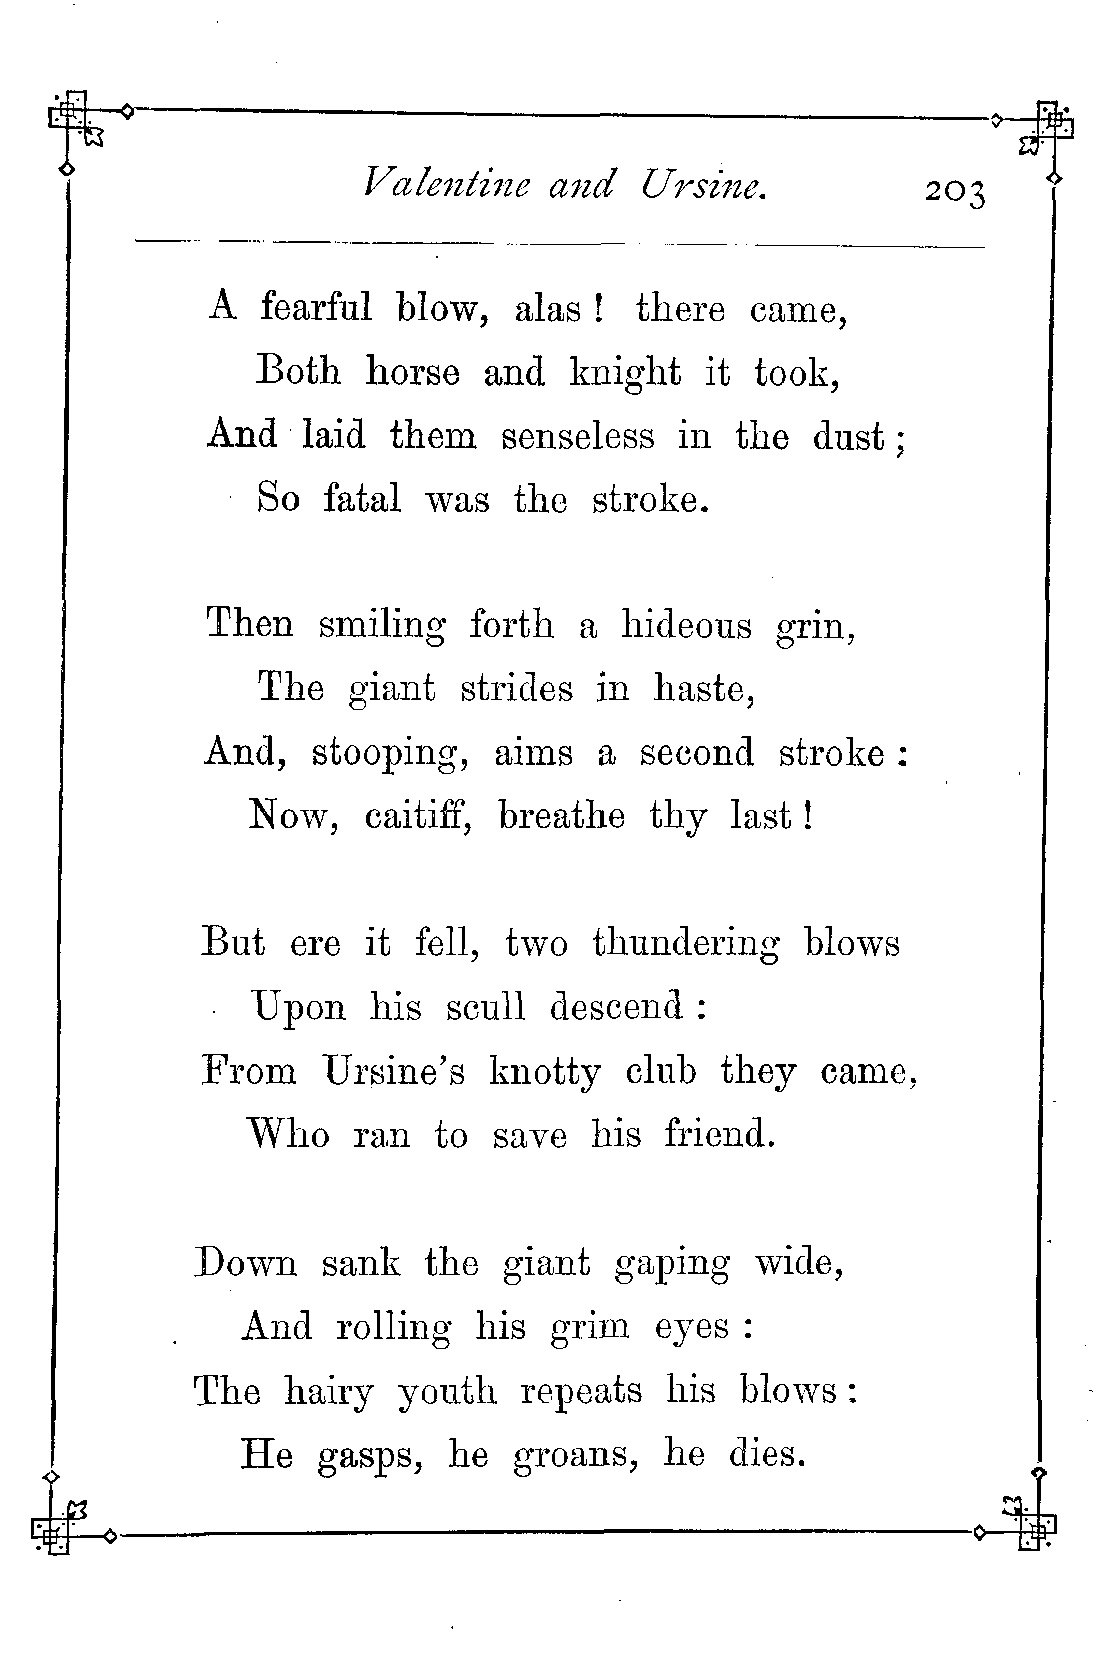 Valentine and Ursine. 203
A fearful blow, alas! there came,
Both horse and knight it took,
And laid them senseless in the dust;
So fatal was the stroke.
Then smiling forth a hideous grin,
The giant strides in haste,
And, stooping, aims a second stroke:
Now, caitiff, breathe thy last!
But ere it fell, two thundering blows
Upon his scull descend:
From Ursine's knotty club they came,
Who ran to save his friend.
Down sank the giant gaping wide,
And rolling his grim eyes:
The hairy youth repeats his blows:
He gasps, he groans, he dies.